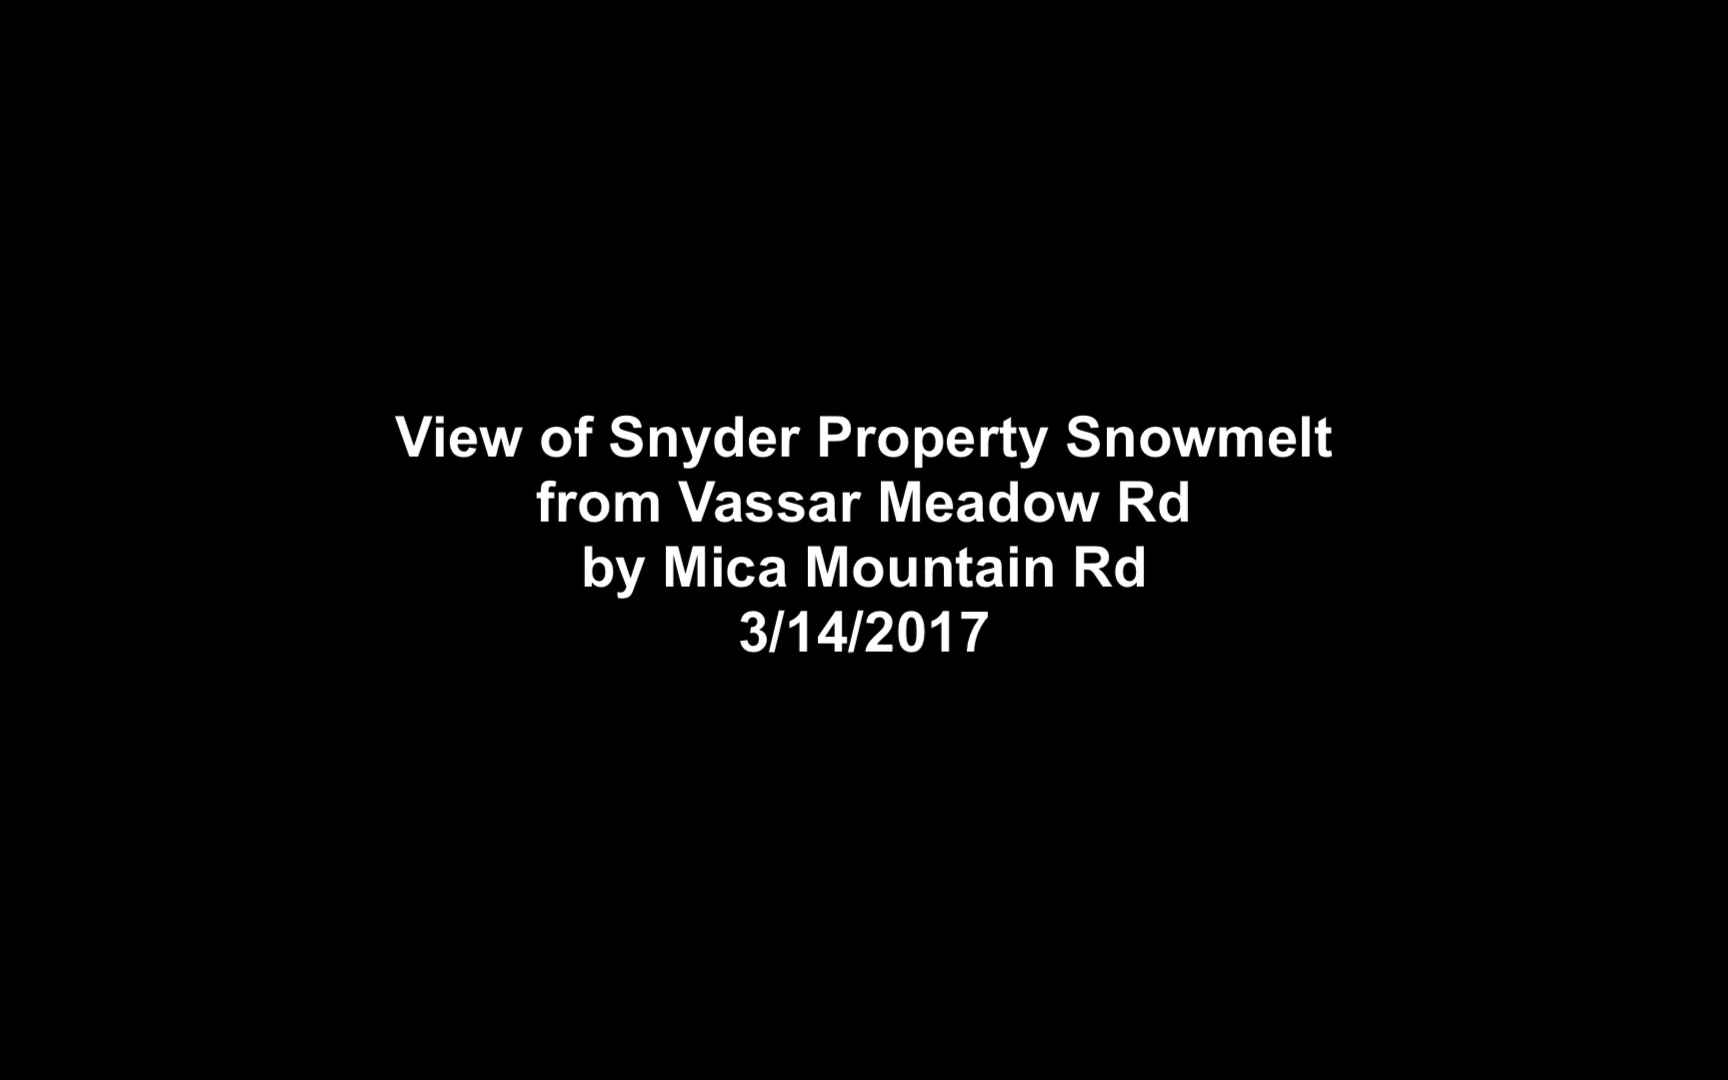 View of Snyder Property Snowmelt
from Vassar Meadow Rd
by Mica Mountain Rd
3/14/2017